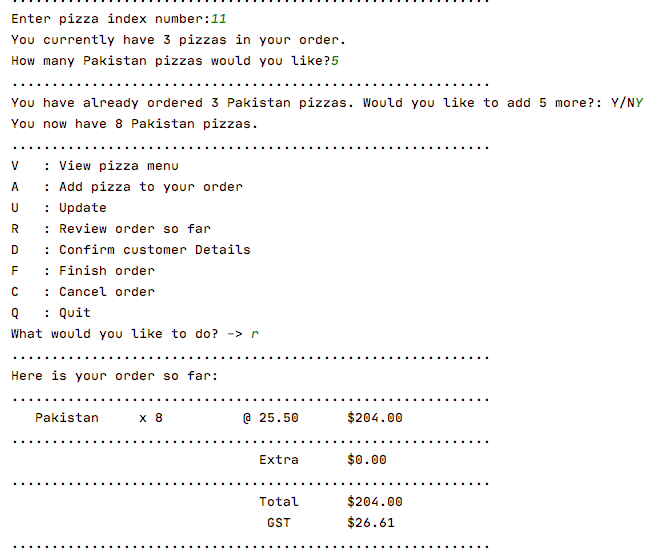 Enter pizza index number:11
You currently have 3 pizzas in your order.
How many Pakistan pizzas would you like?5
............................................................
You have already ordered 3 Pakistan pizzas. Would you like to add 5 more?: Y/NY
You now have 8 Pakistan pizzas.
............................................................
V   : View pizza menu
A   : Add pizza to your order
U   : Update
R   : Review order so far
D   : Confirm customer Details
F   : Finish order
C   : Cancel order
Q   : Quit
What would you like to do? -> r
............................................................
Here is your order so far:
............................................................
   Pakistan     x 8          @ 25.50      $204.00
............................................................
                               Extra      $0.00
............................................................
                               Total      $204.00
                                GST       $26.61
............................................................